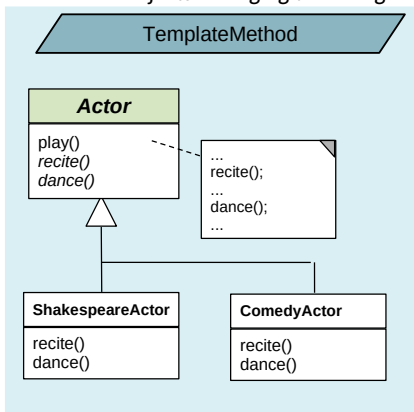 TemplateMethod
Actor
play()
recite()
dance()
...
recite();
...
dance();
...
ShakespeareActor
recite()
dance()
ComedyActor
recite()
dance()